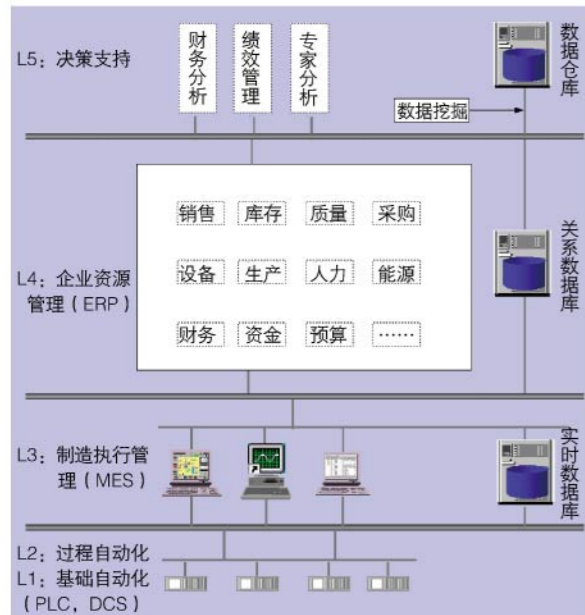 L5：决策支持
财务分析
绩效管理
专家分析
数据仓库
数据挖掘
销售 库存 质量 采购
L4：企业资源
管理（ERP）
设备 生产 人力 能源
财务 资金 预算 ……
关系数据库
L3：制造执行管
理（MES）
实时数据库
L2：过程自动化
L1：基础自动化
（PLC，DCS）